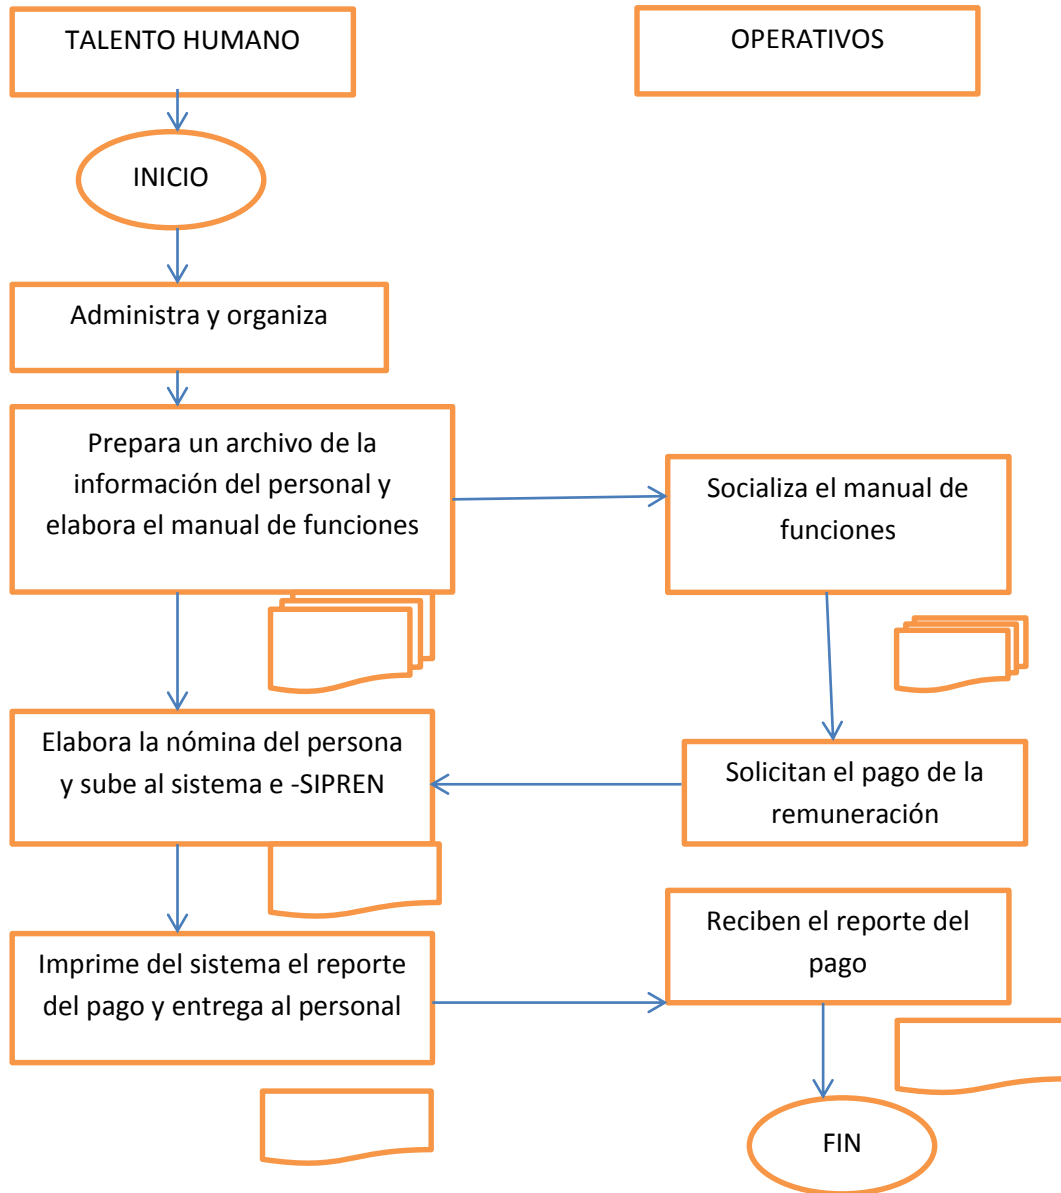 TALENTO HUMANO
OPERATIVOS
INICIO
Administra y organiza
Prepara un archivo de la
información del personal y
elabora el manual de funciones
Socializa el manual de
funciones
Elabora la nómina del persona
y sube al sistema e -SIPREN
Solicitan el pago de la
remuneración
Imprime del sistema el reporte
del pago y entrega al personal
Reciben el reporte del
pago
FIN